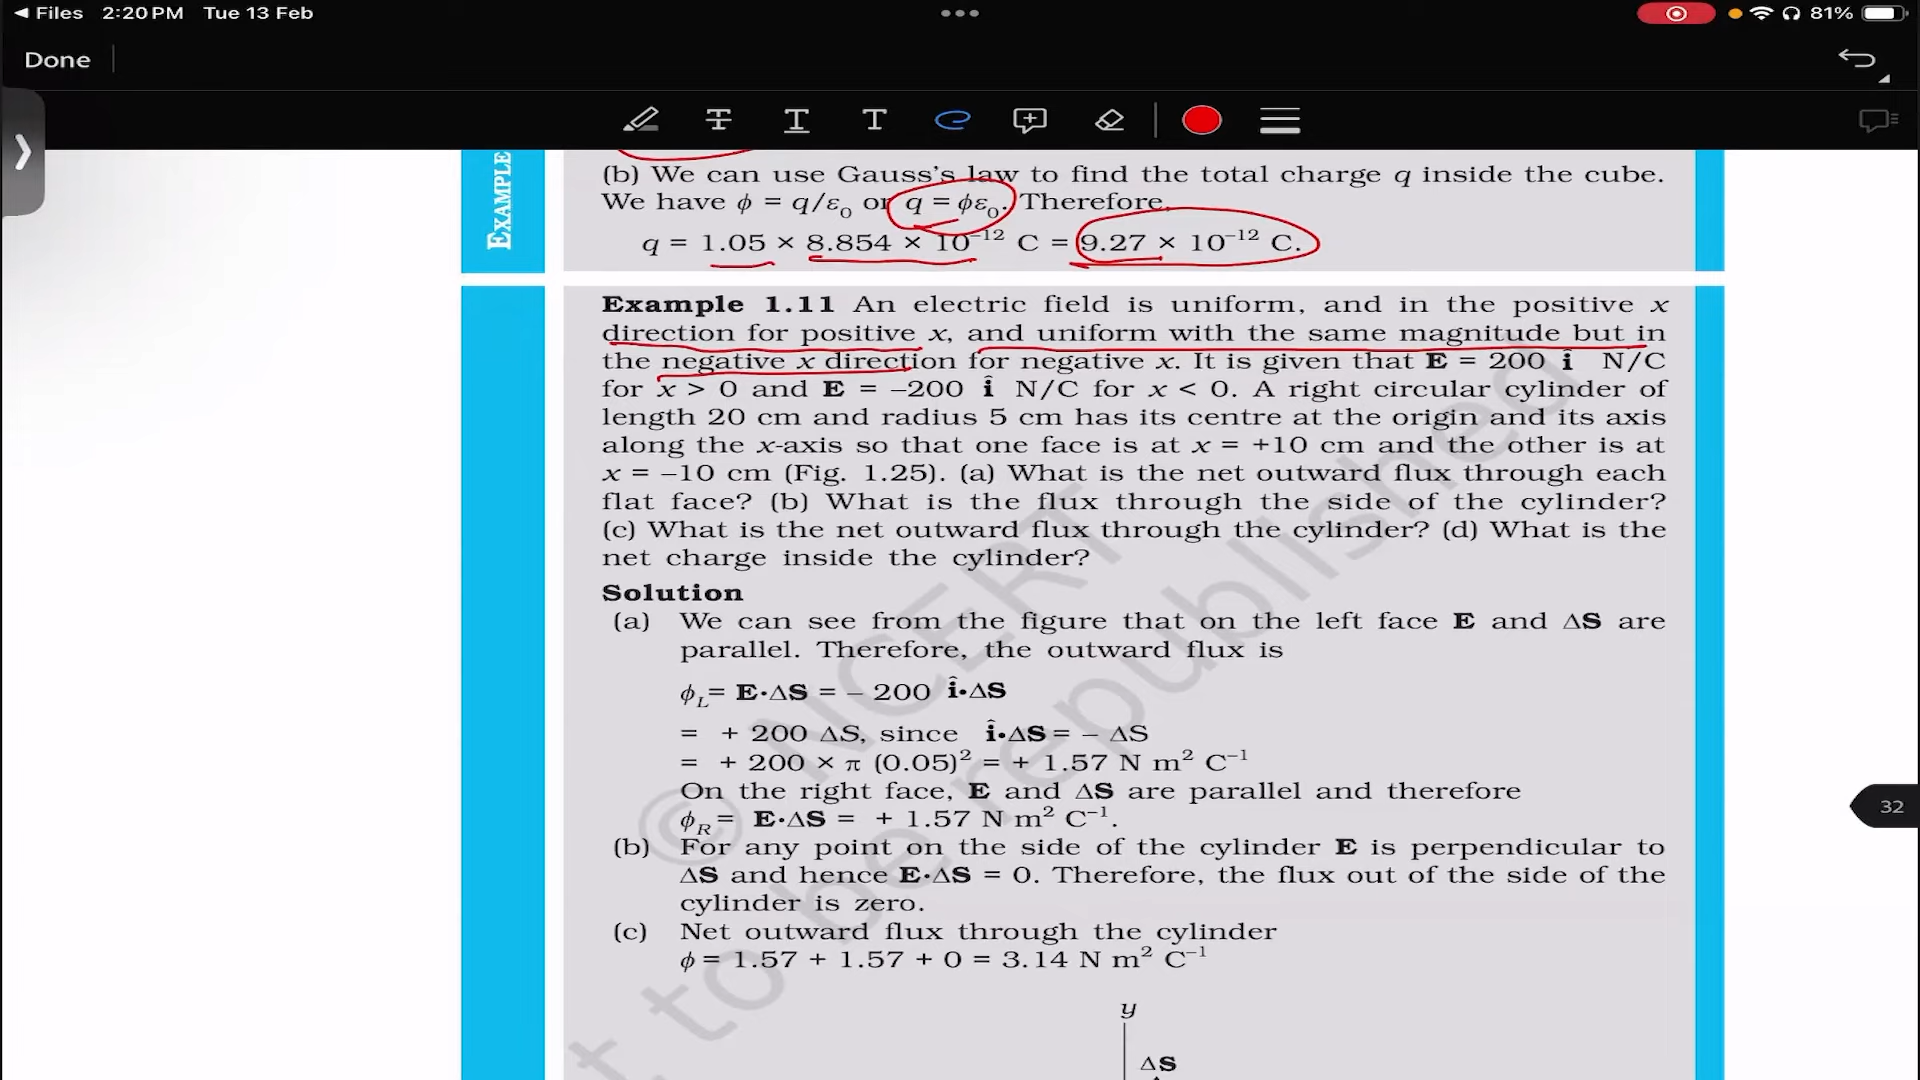 ◄ Files 2:20 PM Tue 13 Feb 81%
Done
EXAMPLE
(b) We can use Gauss's law to find the total charge q inside the cube.
We have ϕ = q/ε₀ or q = ϕε₀. Therefore,
q = 1.05 × 8.854 × 10⁻¹² C = 9.27 × 10⁻¹² C.
Example 1.11 An electric field is uniform, and in the positive x
direction for positive x, and uniform with the same magnitude but in
the negative x direction for negative x. It is given that E = 200 î N/C
for x > 0 and E = –200 î N/C for x < 0. A right circular cylinder of
length 20 cm and radius 5 cm has its centre at the origin and its axis
along the x-axis so that one face is at x = +10 cm and the other is at
x = –10 cm (Fig. 1.25). (a) What is the net outward flux through each
flat face? (b) What is the flux through the side of the cylinder?
(c) What is the net outward flux through the cylinder? (d) What is the
net charge inside the cylinder?
Solution
(a) We can see from the figure that on the left face E and ΔS are
parallel. Therefore, the outward flux is
ϕL= E·ΔS = – 200 î·ΔS
= + 200 ΔS, since î·ΔS = – ΔS
= + 200 × π (0.05)² = + 1.57 N m² C⁻¹
On the right face, E and ΔS are parallel and therefore
ϕR = E·ΔS = + 1.57 N m² C⁻¹.
(b) For any point on the side of the cylinder E is perpendicular to
ΔS and hence E·ΔS = 0. Therefore, the flux out of the side of the
cylinder is zero.
(c) Net outward flux through the cylinder
ϕ = 1.57 + 1.57 + 0 = 3.14 N m² C⁻¹
y
ΔS
32
© NCERT
not to be republished